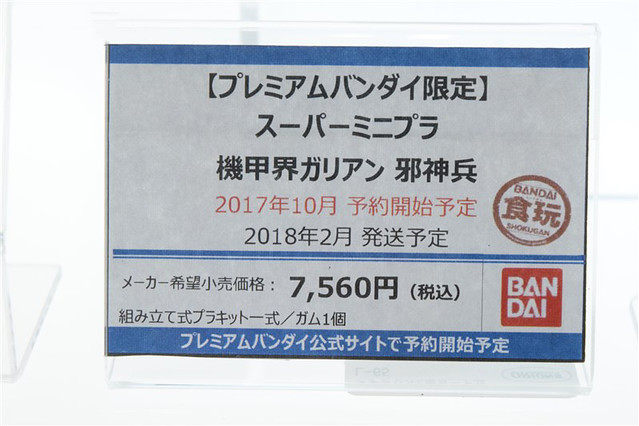 【プレミアムバンダイ限定】
スーパーミニプラ
機甲界ガリアン 邪神兵
2017年10月 予約開始予定
2018年2月 発送予定
BANDAI
食玩
SHOKUGAN
メーカー希望小売価格： 7,560円（税込）
組み立て式プラキット一式／ガム1個
BAN
DAI
プレミアムバンダイ公式サイトで予約開始予定